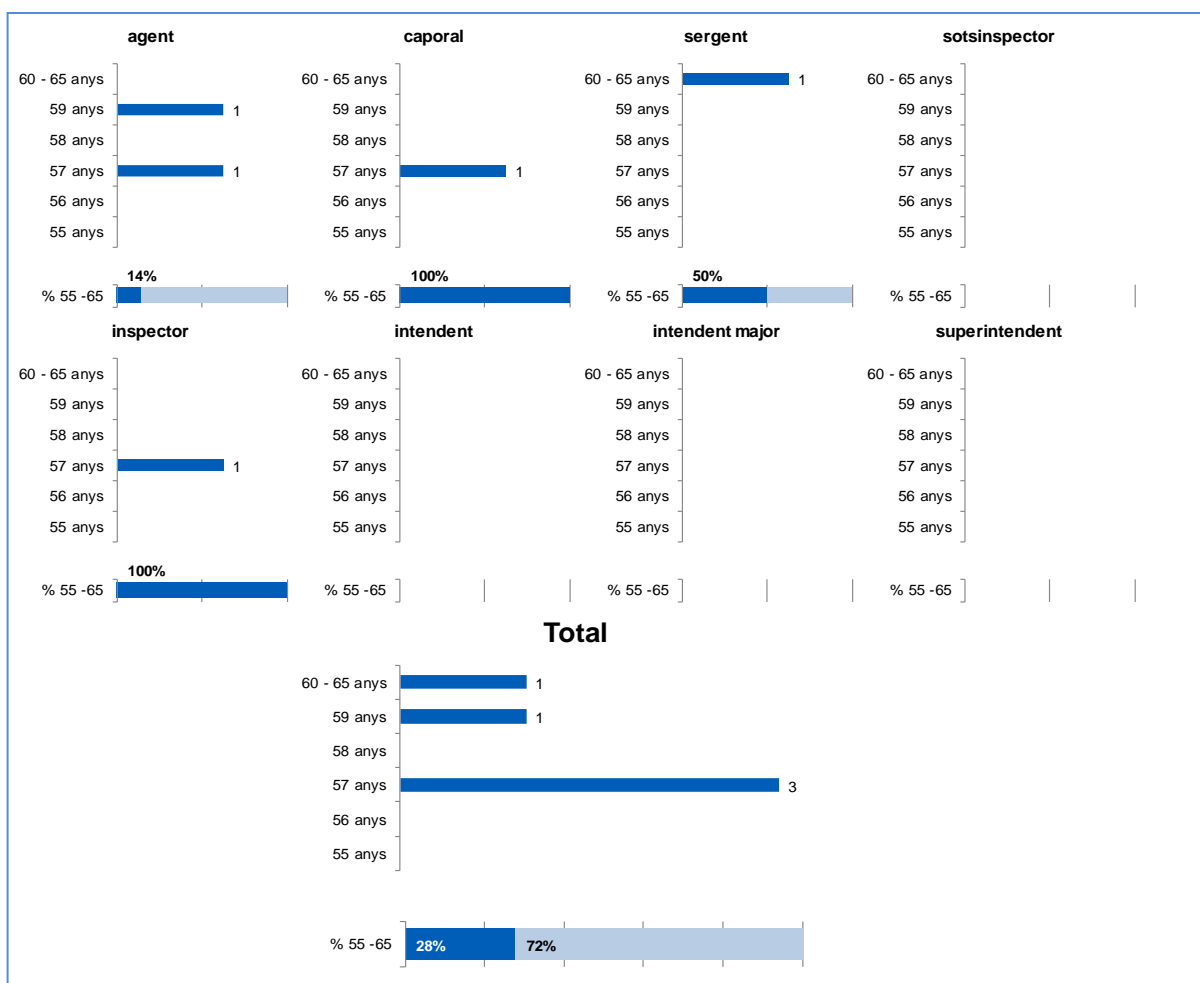 agent
60 - 65 anys
59 anys
1
58 anys
57 anys
1
56 anys
55 anys
14%
% 55 -65
caporal
60 - 65 anys
59 anys
58 anys
57 anys
1
56 anys
55 anys
100%
% 55 -65
sergent
60 - 65 anys
1
59 anys
58 anys
57 anys
56 anys
55 anys
50%
% 55 -65
sotsinspector
60 - 65 anys
59 anys
58 anys
57 anys
56 anys
55 anys
% 55 -65
inspector
60 - 65 anys
59 anys
58 anys
57 anys
1
56 anys
55 anys
100%
% 55 -65
intendent
60 - 65 anys
59 anys
58 anys
57 anys
56 anys
55 anys
% 55 -65
intendent major
60 - 65 anys
59 anys
58 anys
57 anys
56 anys
55 anys
% 55 -65
superintendent
60 - 65 anys
59 anys
58 anys
57 anys
56 anys
55 anys
% 55 -65
Total
60 - 65 anys
1
59 anys
1
58 anys
57 anys
3
56 anys
55 anys
% 55 -65
28%
72%